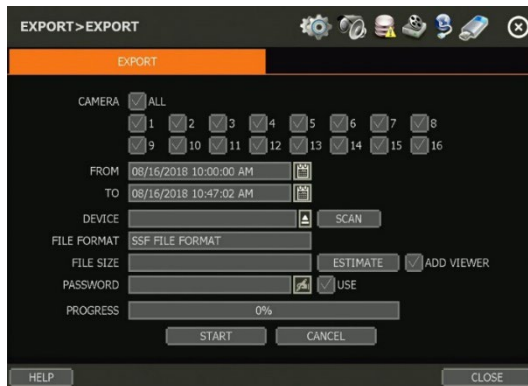 EXPORT>EXPORT
EXPORT
CAMERA ALL
1 2 3 4 5 6 7 8
9 10 11 12 13 14 15 16
FROM 08/16/2018 10:00:00 AM
TO 08/16/2018 10:47:02 AM
DEVICE SCAN
FILE FORMAT SSF FILE FORMAT
FILE SIZE ESTIMATE ADD VIEWER
PASSWORD USE
PROGRESS 0%
START CANCEL
HELP CLOSE